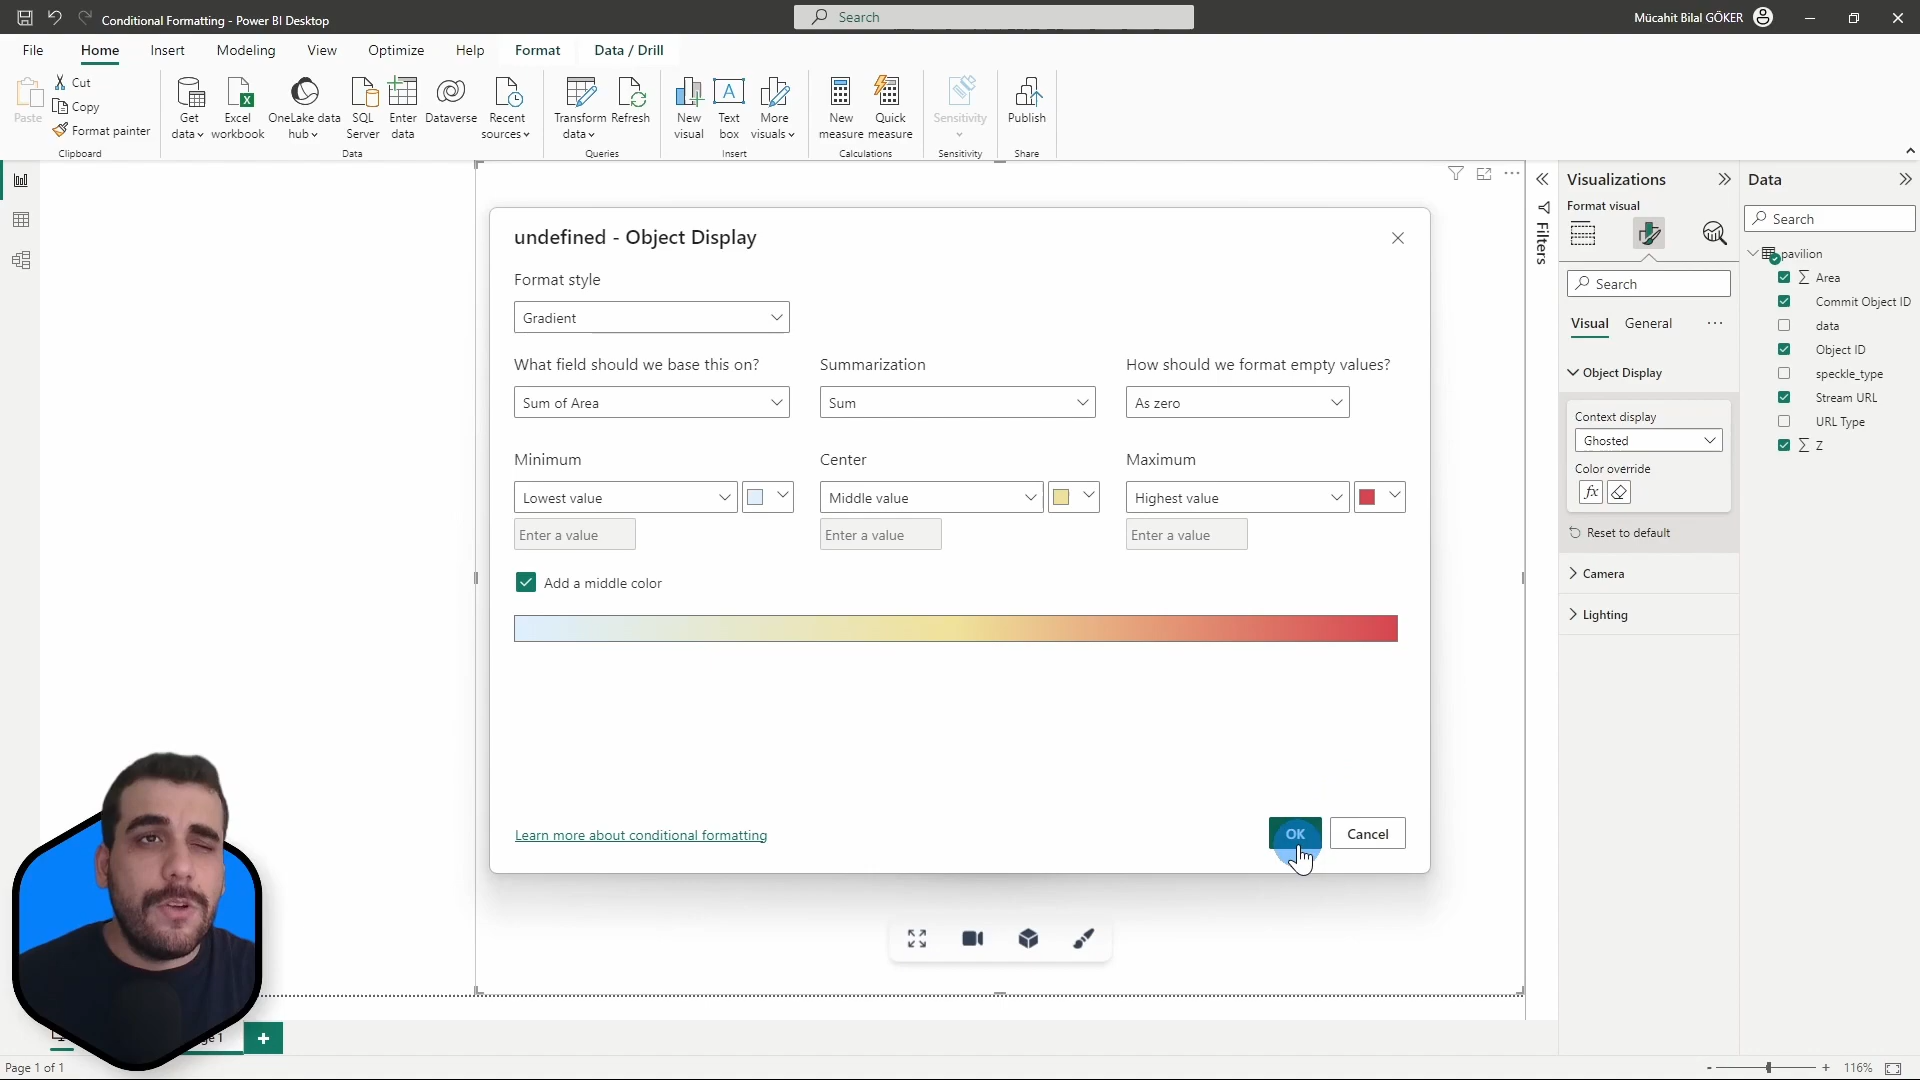 Conditional Formatting - Power BI Desktop
Search
Mücahit Bilal GÖKER
File
Home
Insert
Modeling
View
Optimize
Help
Format
Data / Drill
Paste
Cut
Copy
Format painter
Clipboard
Get data
Excel workbook
OneLake data hub
SQL Server
Enter data
Dataverse
Recent sources
Data
Transform data
Refresh
Queries
New visual
Text box
More visuals
Insert
New measure
Quick measure
Calculations
Sensitivity
Sensitivity
Publish
Share
undefined - Object Display
Format style
Gradient
What field should we base this on?
Summarization
How should we format empty values?
Sum of Area
Sum
As zero
Minimum
Center
Maximum
Lowest value
Middle value
Highest value
Enter a value
Enter a value
Enter a value
Add a middle color
Learn more about conditional formatting
OK
Cancel
Filters
Visualizations
Format visual
Search
Visual
General
Object Display
Context display
Ghosted
Color override
fx
Reset to default
Camera
Lighting
Data
Search
pavilion
Area
Commit Object ID
data
Object ID
speckle_type
Stream URL
URL Type
Z
Page 1 of 1
116%